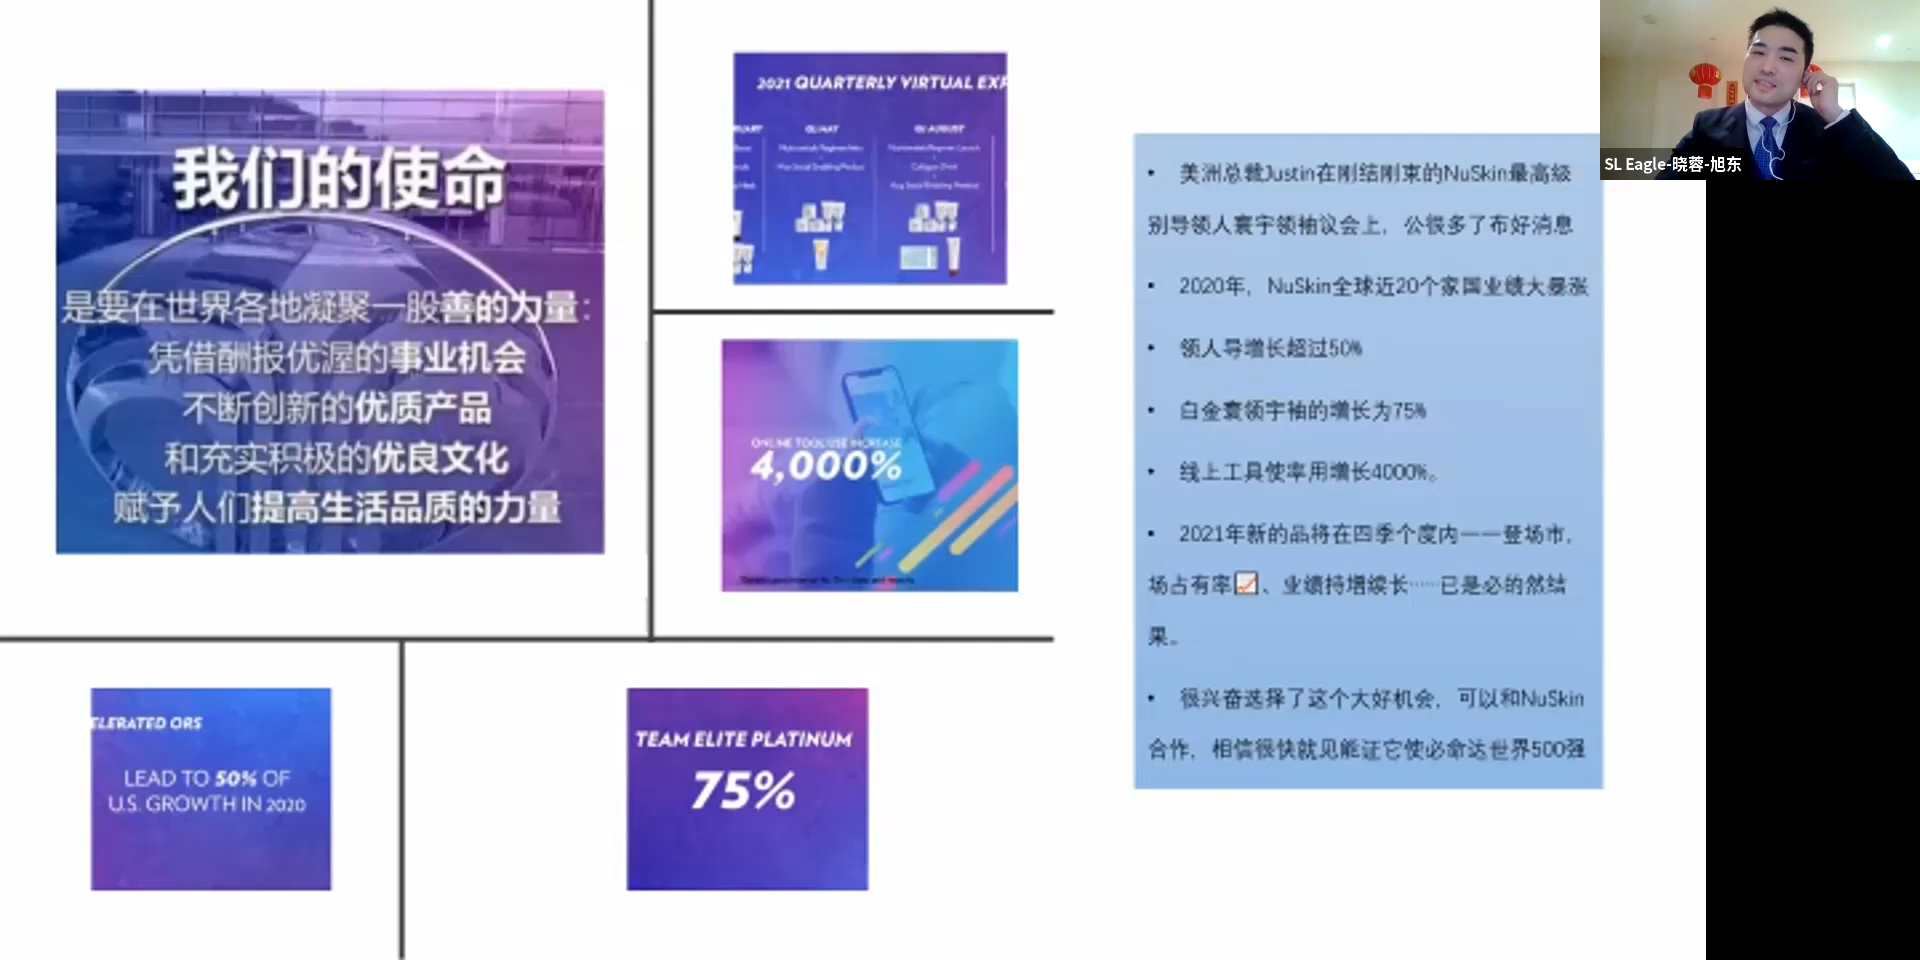 我们的使命
是要在世界各地凝聚一股善的力量：
凭借酬报优渥的事业机会
不断创新的优质产品
和充实积极的优良文化
赋予人们提高生活品质的力量
2021 QUARTERLY VIRTUAL EXP
ONLINE TOOL USE INCREASE
4,000%
ELERATED ORS
LEAD TO 50% OF
U.S. GROWTH IN 2020
TEAM ELITE PLATINUM
75%
• 美洲总裁Justin在刚结刚束的NuSkin最高级
别导领人寰宇领袖议会上，公很多了布好消息
• 2020年，NuSkin全球近20个家国业绩大暴涨
• 领人导增长超过50%
• 白金寰领宇袖的增长为75%
• 线上工具使率用增长4000%。
• 2021年新的品将在四季个度内一一登场市，
场占有率📈、业绩持增续长……已是必的然结
果。
• 很兴奋选择了这个大好机会，可以和NuSkin
合作，相信很快就见能证它使必命达世界500强
SL Eagle-晓蓉-旭东